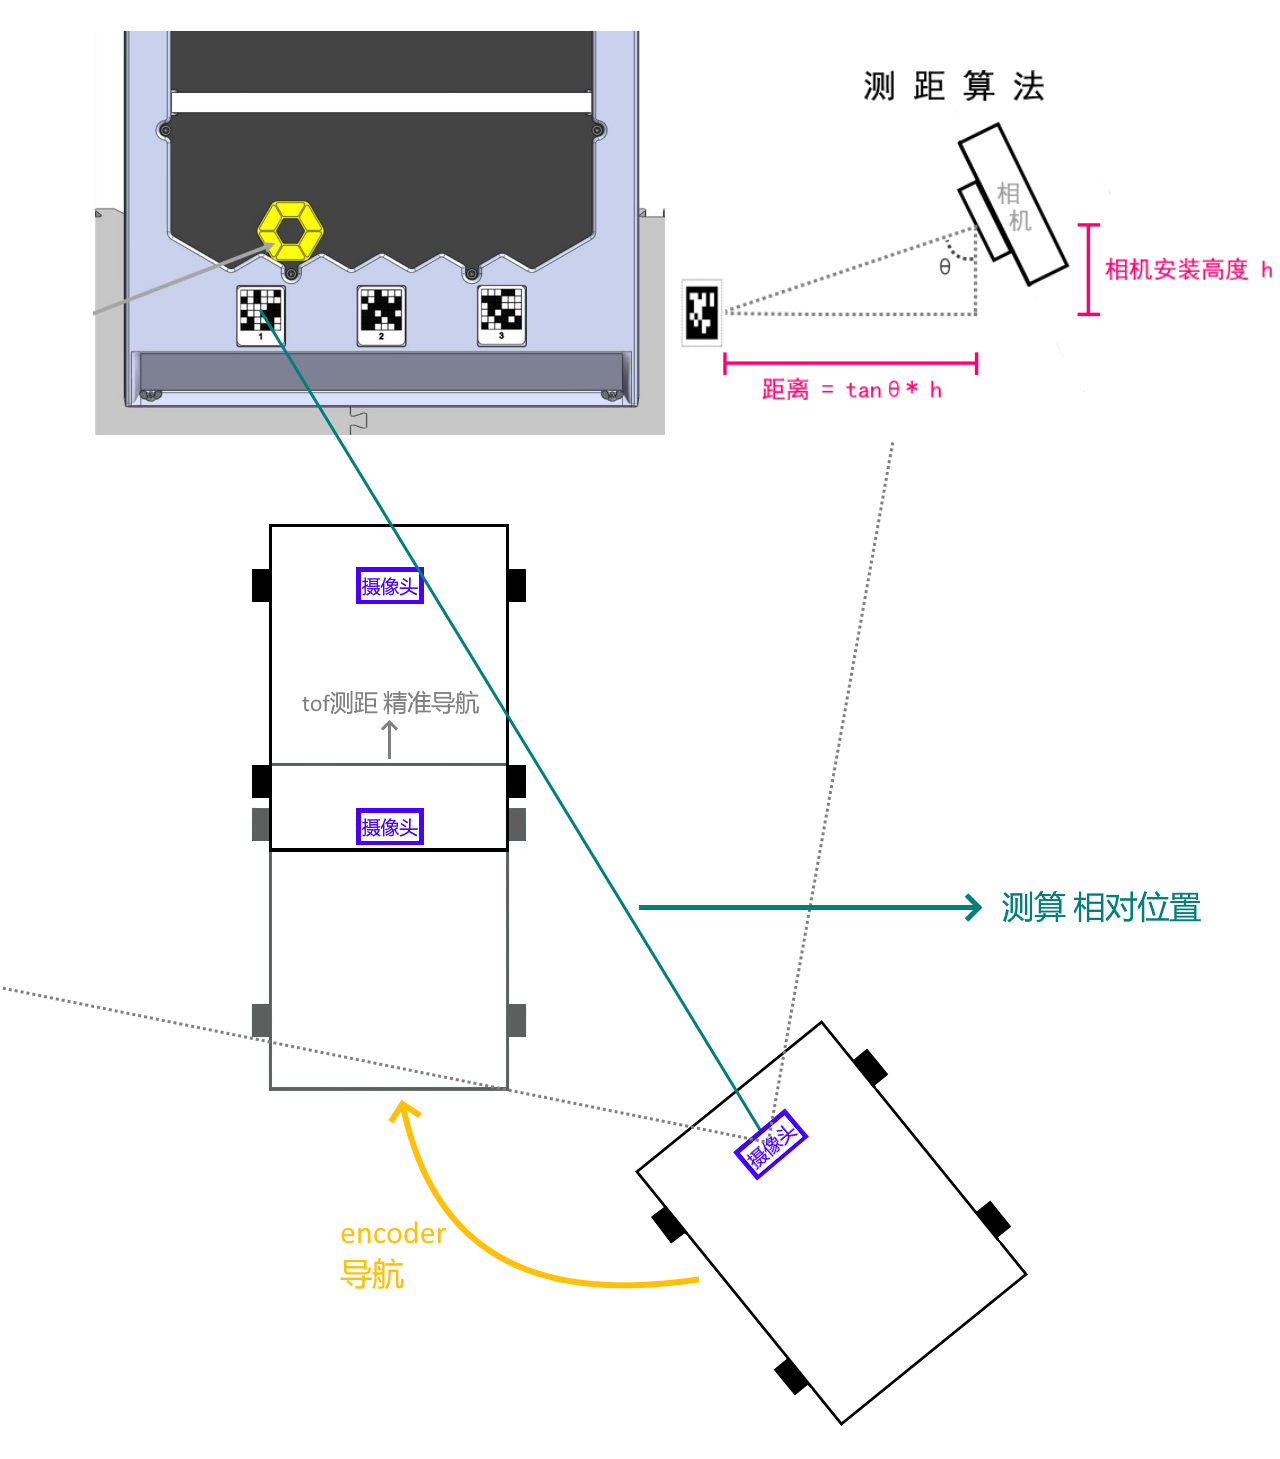 测距算法
相
机
θ
相机安装高度 h
距离 = tanθ* h
1
2
3
摄像头
tof测距 精准导航
摄像头
测算 相对位置
摄像头
encoder
导航